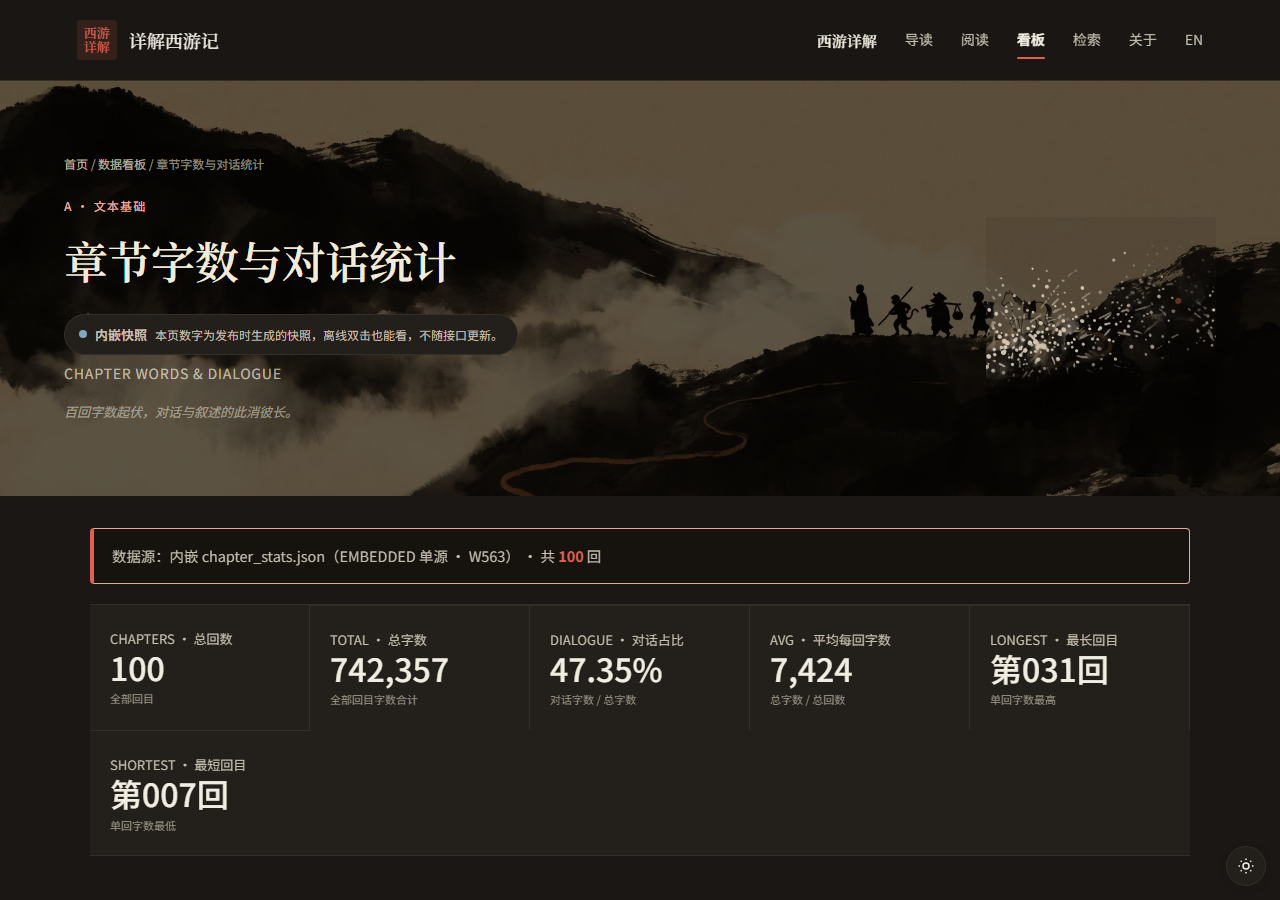 西游
详解
详解西游记
西游详解 导读 阅读 看板 检索 关于 EN
首页 / 数据看板 / 章节字数与对话统计
A · 文本基础
章节字数与对话统计
内嵌快照 本页数字为发布时生成的快照，离线双击也能看，不随接口更新。
CHAPTER WORDS & DIALOGUE
百回字数起伏，对话与叙述的此消彼长。
数据源：内嵌 chapter_stats.json（EMBEDDED 单源 · W563） · 共 100 回
CHAPTERS · 总回数
100
全部回目
TOTAL · 总字数
742,357
全部回目字数合计
DIALOGUE · 对话占比
47.35%
对话字数 / 总字数
AVG · 平均每回字数
7,424
总字数 / 总回数
LONGEST · 最长回目
第031回
单回字数最高
SHORTEST · 最短回目
第007回
单回字数最低